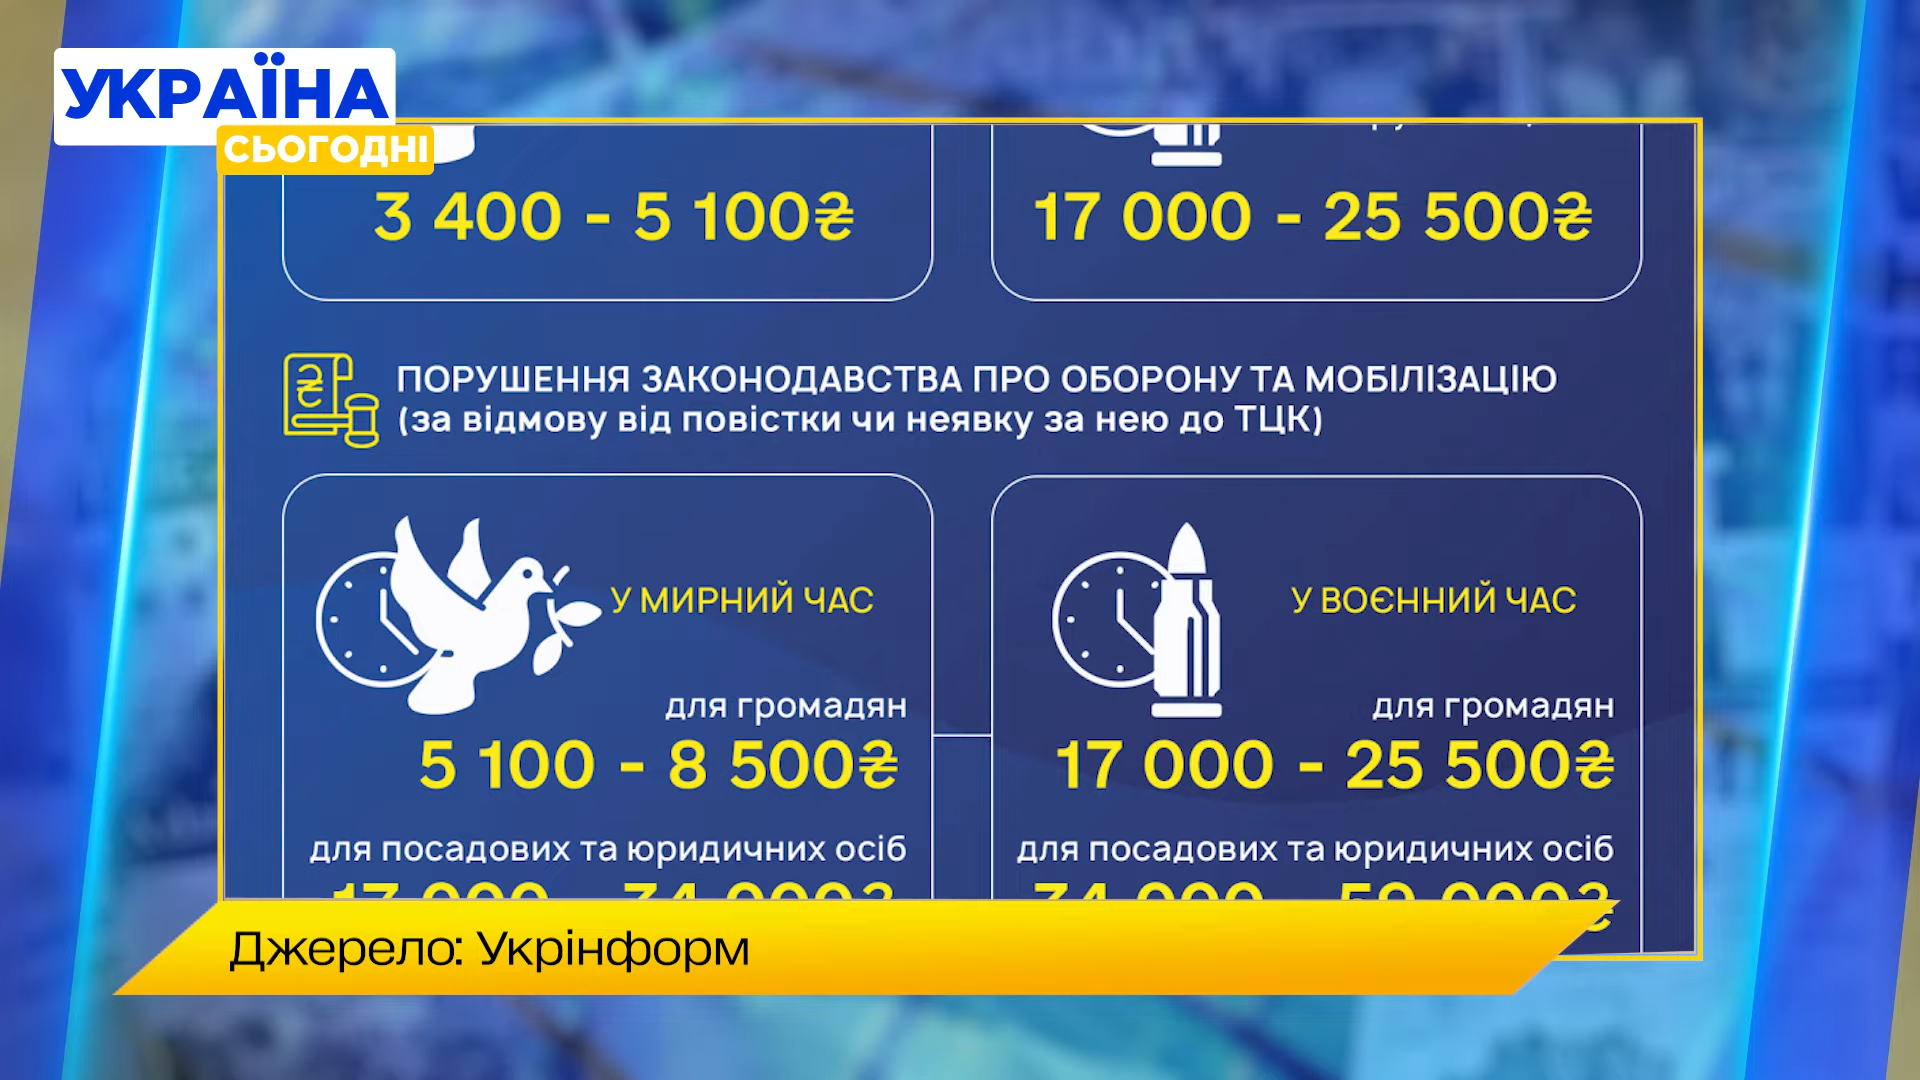 УКРАЇНА
СЬОГОДНІ
3 400 - 5 100₴
17 000 - 25 500₴
ПОРУШЕННЯ ЗАКОНОДАВСТВА ПРО ОБОРОНУ ТА МОБІЛІЗАЦІЮ
(за відмову від повістки чи неявку за нею до ТЦК)
У МИРНИЙ ЧАС
для громадян
5 100 - 8 500₴
для посадових та юридичних осіб
У ВОЄННИЙ ЧАС
для громадян
17 000 - 25 500₴
для посадових та юридичних осіб
Джерело: Укрінформ